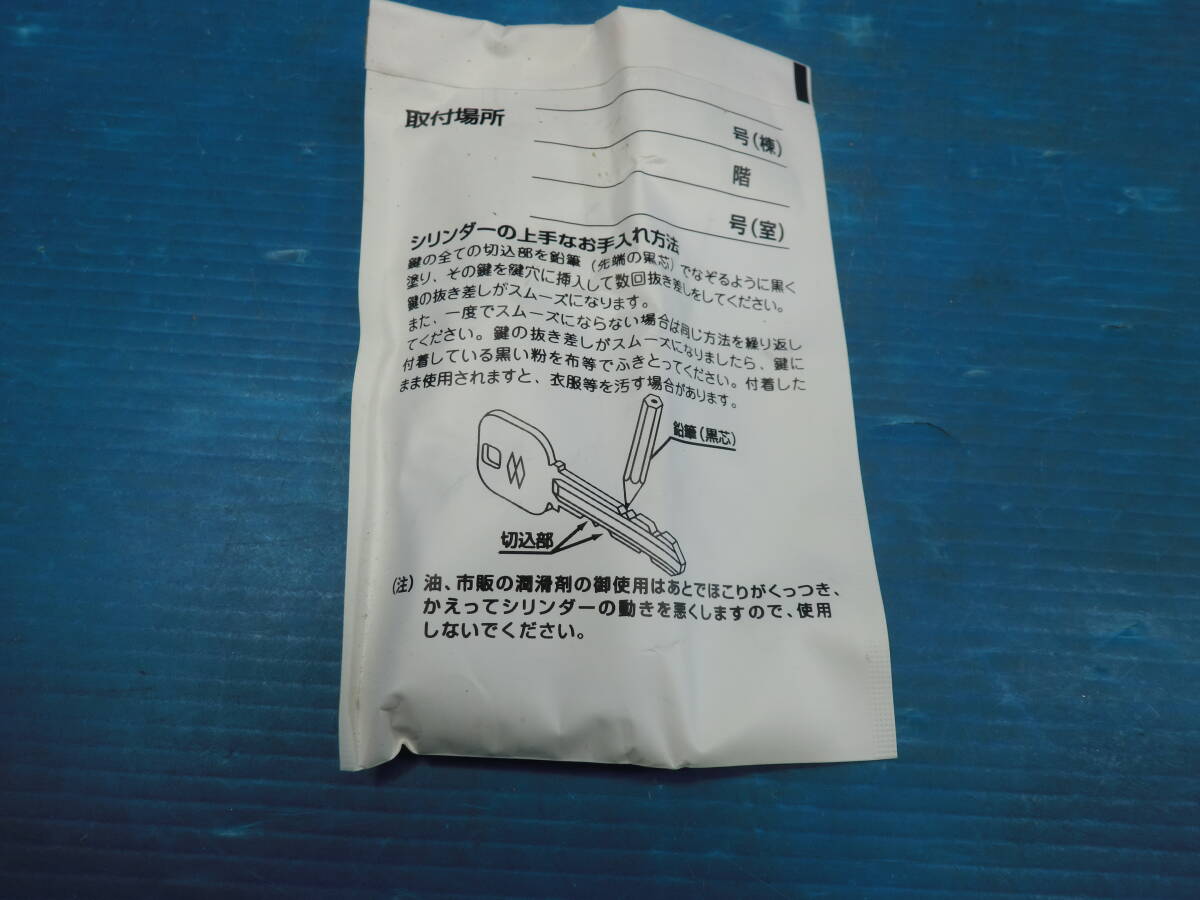 取付場所
号(棟)
階
号(室)
シリンダーの上手なお手入れ方法
鍵の全ての切込部を鉛筆（先端の黒芯）でなぞるように黒く
塗り、その鍵を鍵穴に挿入して数回抜き差しをしてください。
鍵の抜き差しがスムーズになります。
また、一度でスムーズにならない場合は同じ方法を繰り返し
てください。鍵の抜き差しがスムーズになりましたら、鍵に
付着している黒い粉を布等でふきとってください。付着した
まま使用されますと、衣服等を汚す場合があります。
鉛筆(黒芯)
切込部
(注) 油、市販の潤滑剤の御使用はあとでほこりがくっつき、
かえってシリンダーの動きを悪くしますので、使用
しないでください。